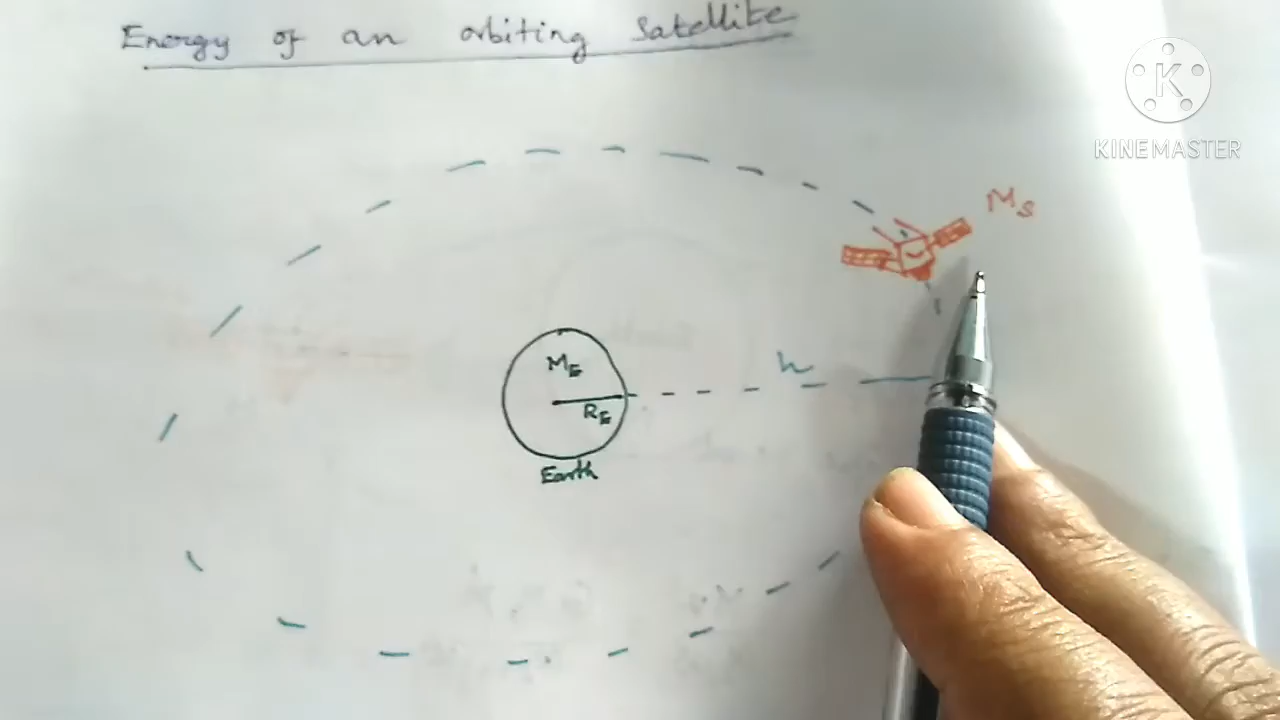 Energy of an orbiting Satellite
K
KINEMASTER
Ms
ME
h
RE
Earth